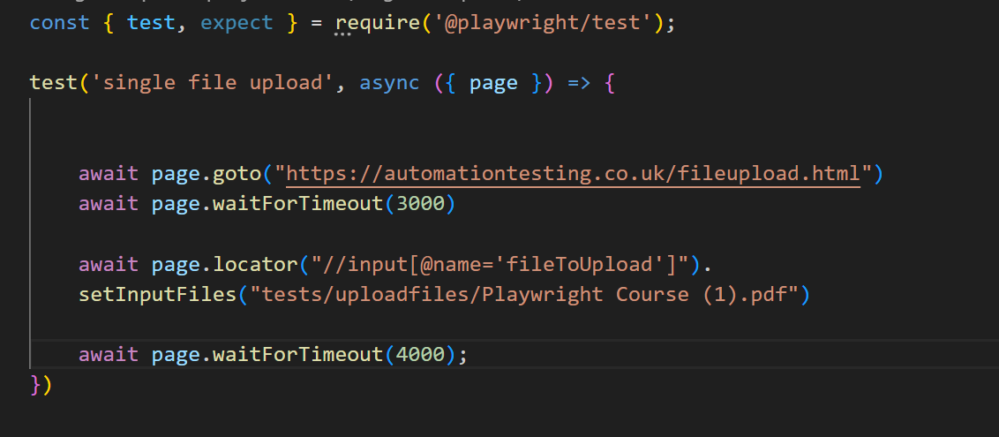 const { test, expect } = require('@playwright/test');
test('single file upload', async ({ page }) => {
await page.goto("https://automationtesting.co.uk/fileupload.html")
await page.waitForTimeout(3000)
await page.locator("//input[@name='fileToUpload']").
setInputFiles("tests/uploadfiles/Playwright Course (1).pdf")
await page.waitForTimeout(4000);
})